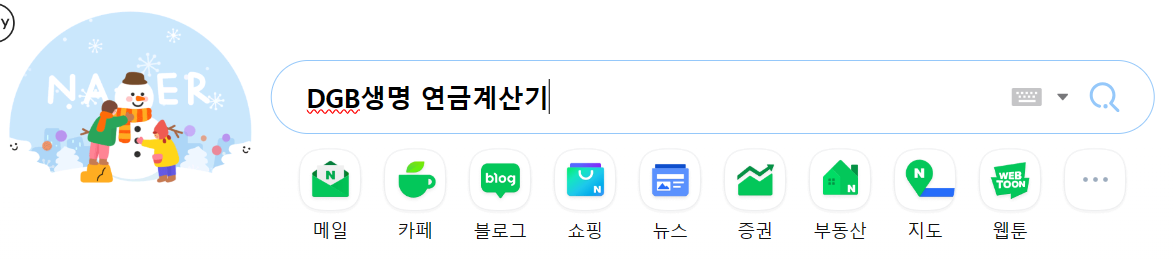 y
NAVER
DGB생명 연금계산기
N
blog
N
N
N
WEB
TOON
메일 카페 블로그 쇼핑 뉴스 증권 부동산 지도 웹툰